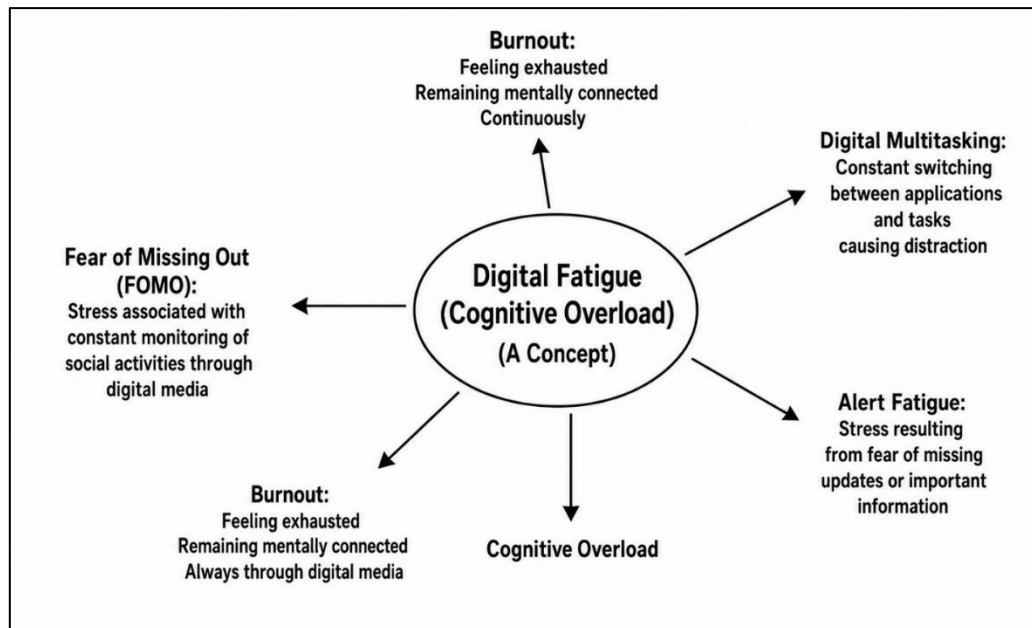 Burnout:
Feeling exhausted
Remaining mentally connected
Continuously
Digital Multitasking:
Constant switching
between applications
and tasks
causing distraction
Fear of Missing Out
(FOMO):
Stress associated with
constant monitoring of
social activities through
digital media
Digital Fatigue
(Cognitive Overload)
(A Concept)
Alert Fatigue:
Stress resulting
from fear of missing
updates or important
information
Burnout:
Feeling exhausted
Remaining mentally connected
Always through digital media
Cognitive Overload